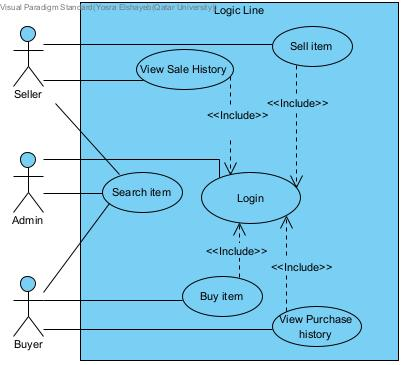 Visual Paradigm Standard(Yosra Elshayeb(Qatar University))
Logic Line
Sell item
View Sale History
Seller
<<Include>>
<<Include>>
Admin
Search item
Login
<<Include>>
<<Include>>
Buy item
View Purchase
history
Buyer